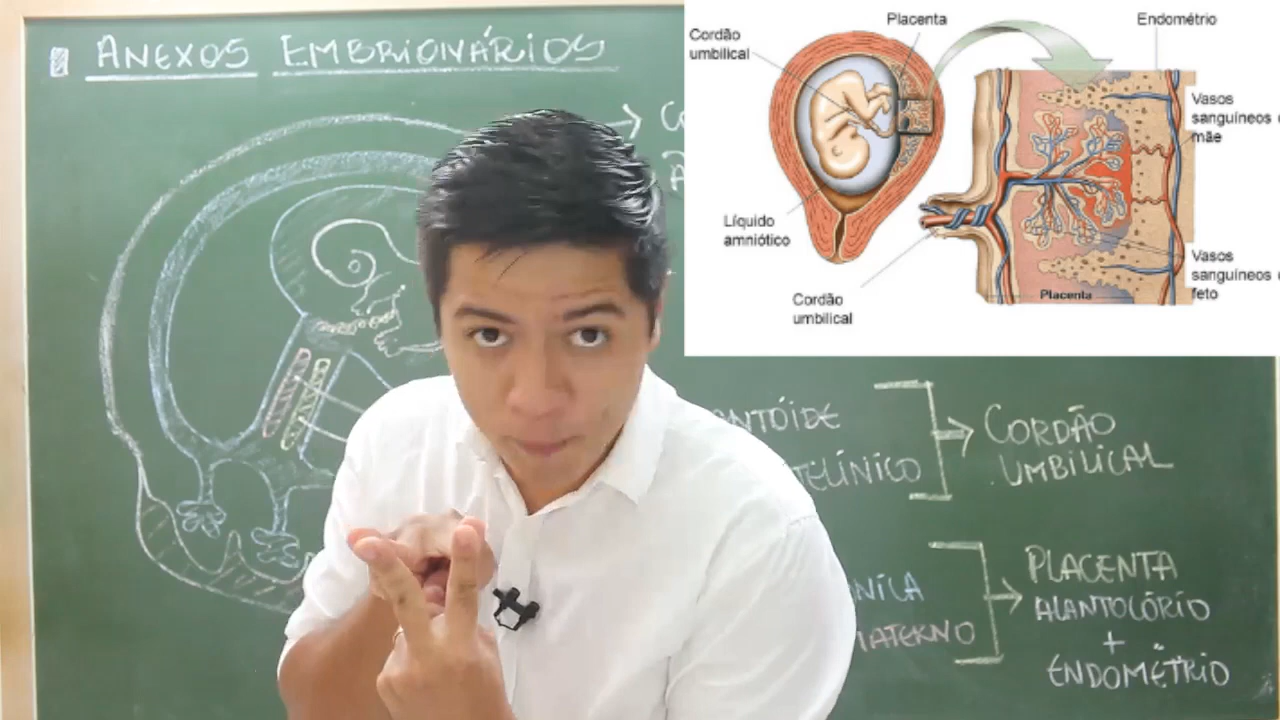 ANEXOS EMBRIONÁRIOS
Placenta
Endométrio
Cordão
umbilical
Vasos
sanguíneos
mãe
Líquido
amniótico
Vasos
sanguíneos
feto
Cordão
umbilical
Placenta
CORDÃO
UMBILICAL
PLACENTA
ALANTOCÓRIO
+
ENDOMÉTRIO